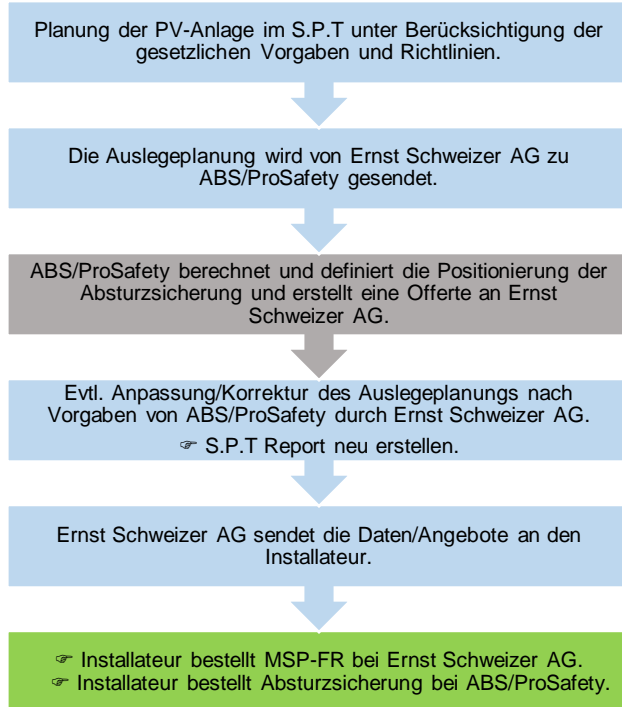 Planung der PV-Anlage im S.P.T unter Berücksichtigung der
gesetzlichen Vorgaben und Richtlinien.
Die Auslegeplanung wird von Ernst Schweizer AG zu
ABS/ProSafety gesendet.
ABS/ProSafety berechnet und definiert die Positionierung der
Absturzsicherung und erstellt eine Offerte an Ernst
Schweizer AG.
Evtl. Anpassung/Korrektur des Auslegeplanungs nach
Vorgaben von ABS/ProSafety durch Ernst Schweizer AG.
☞ S.P.T Report neu erstellen.
Ernst Schweizer AG sendet die Daten/Angebote an den
Installateur.
☞ Installateur bestellt MSP-FR bei Ernst Schweizer AG.
☞ Installateur bestellt Absturzsicherung bei ABS/ProSafety.